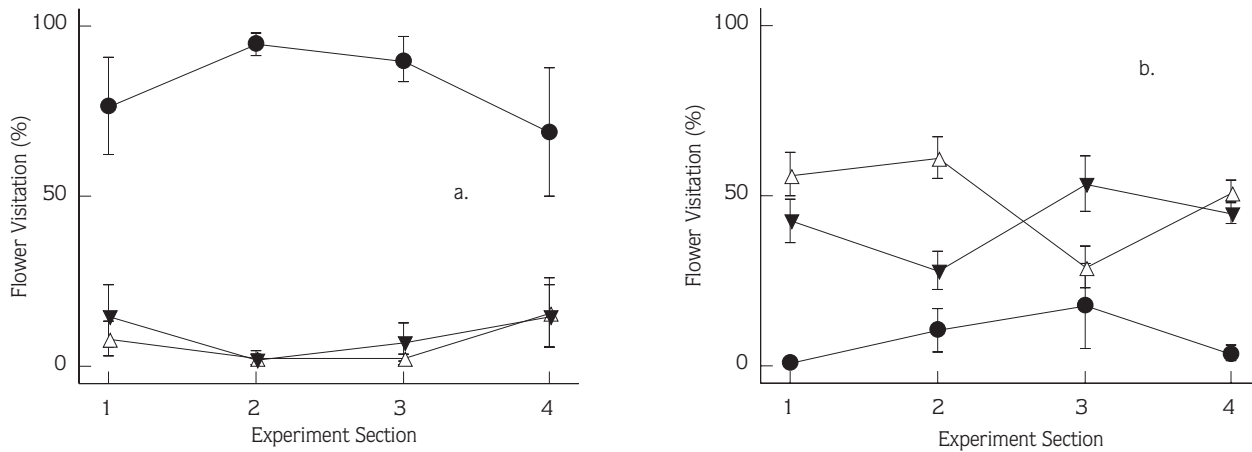 100
50
0
Flower Visitation (%)
a.
1 2 3 4
Experiment Section
100
50
0
Flower Visitation (%)
b.
1 2 3 4
Experiment Section